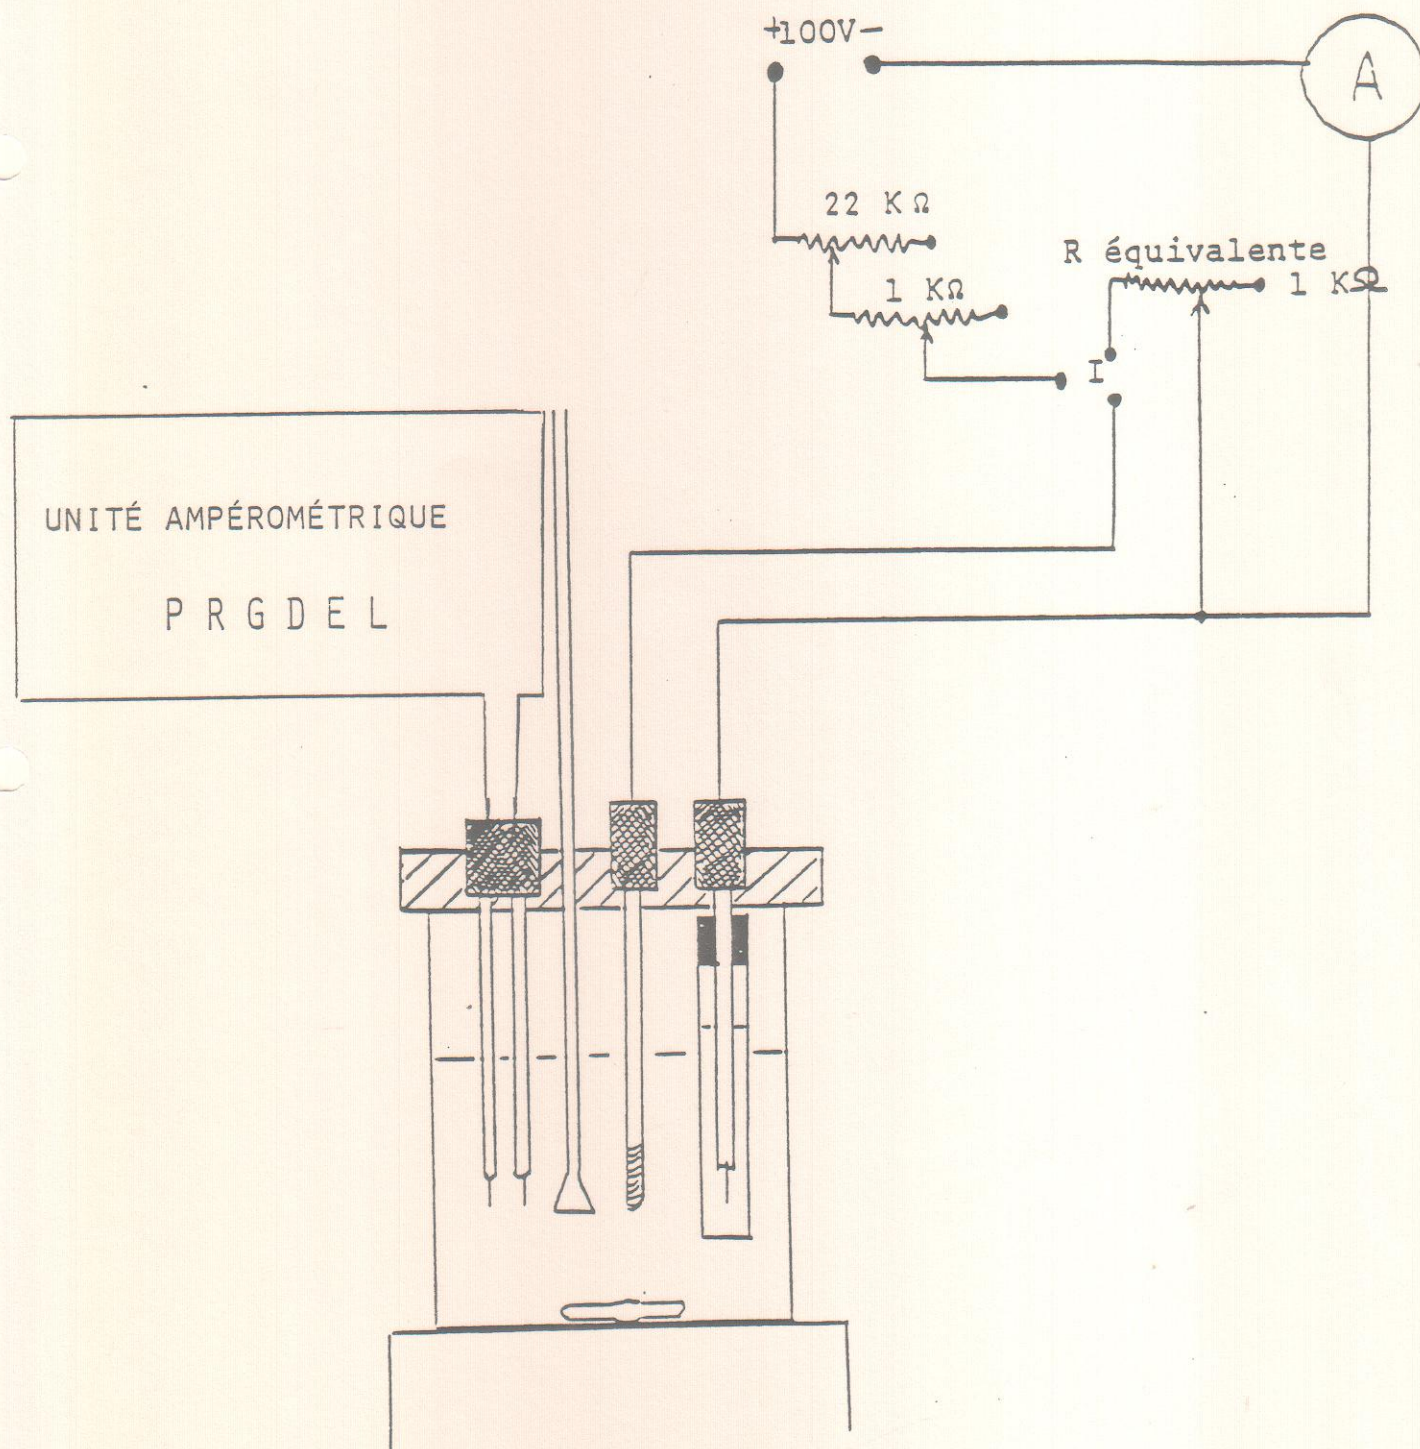 +100V-
A
22 KΩ
R équivalente
1 KΩ
1 KΩ
I
UNITÉ AMPÉROMÉTRIQUE
PRGDEL